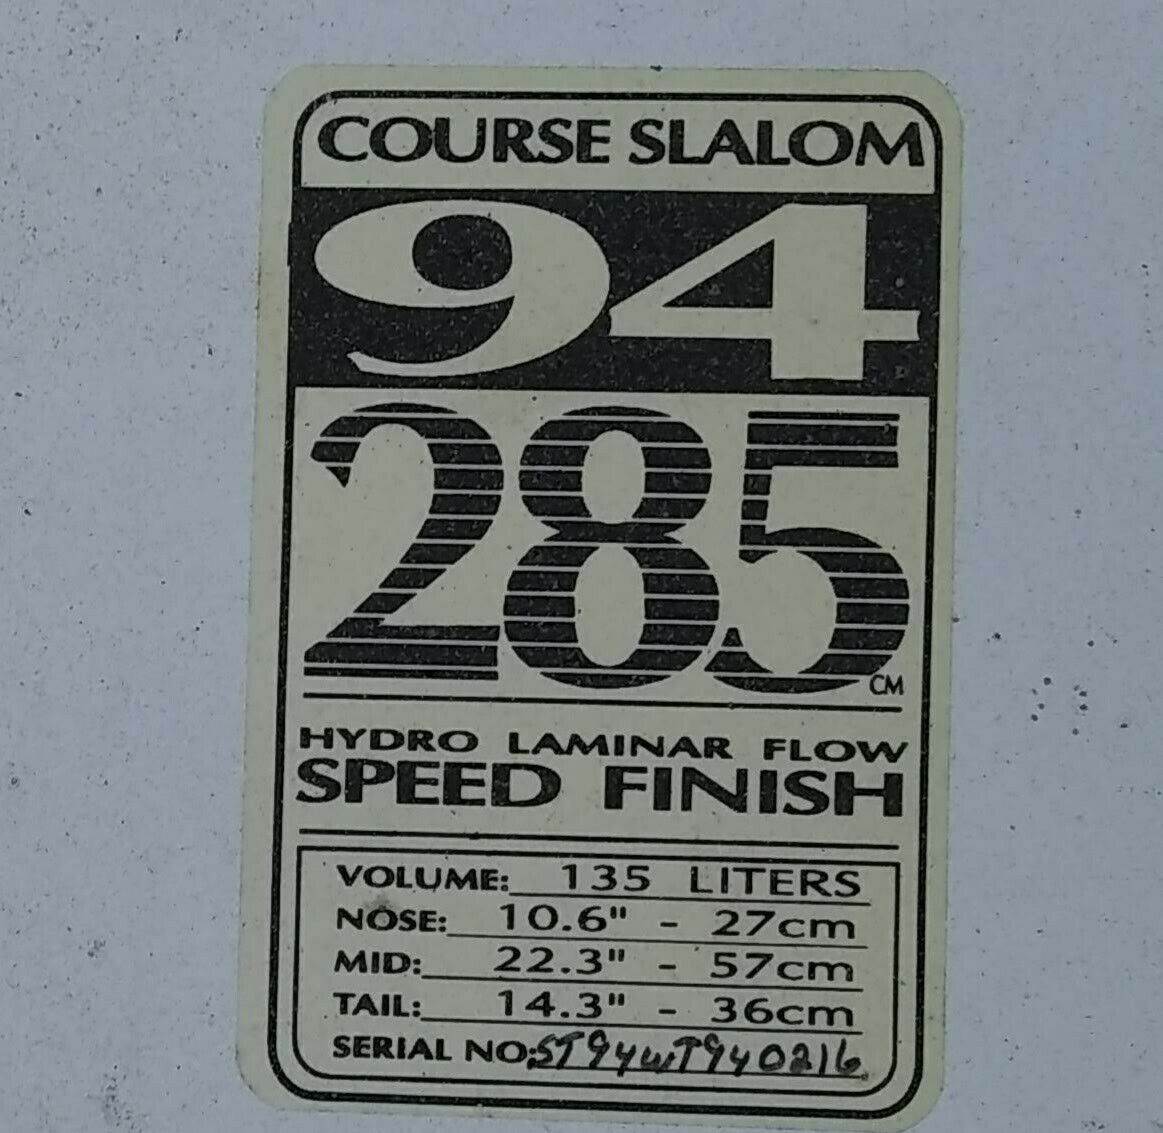 COURSE SLALOM
94
285 CM
HYDRO LAMINAR FLOW
SPEED FINISH
VOLUME: 135 LITERS
NOSE: 10.6" - 27cm
MID: 22.3" - 57cm
TAIL: 14.3" - 36cm
SERIAL NO: ST94WT940216